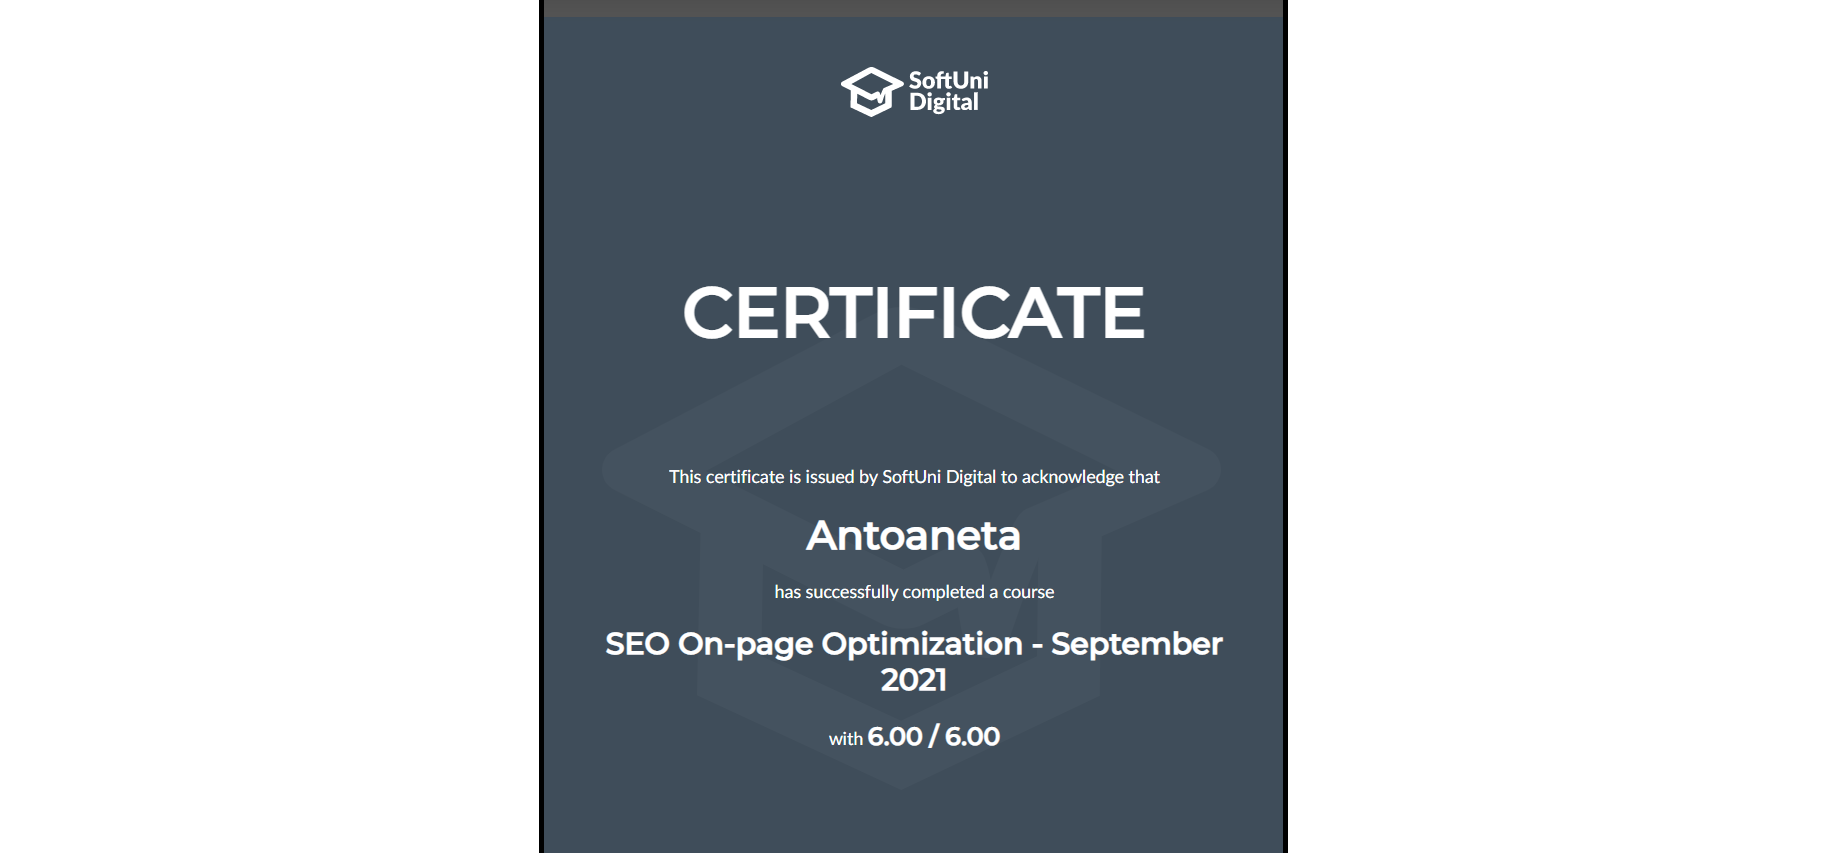 SoftUni
Digital
CERTIFICATE
This certificate is issued by SoftUni Digital to acknowledge that
Antoaneta
has successfully completed a course
SEO On-page Optimization - September
2021
with 6.00 / 6.00